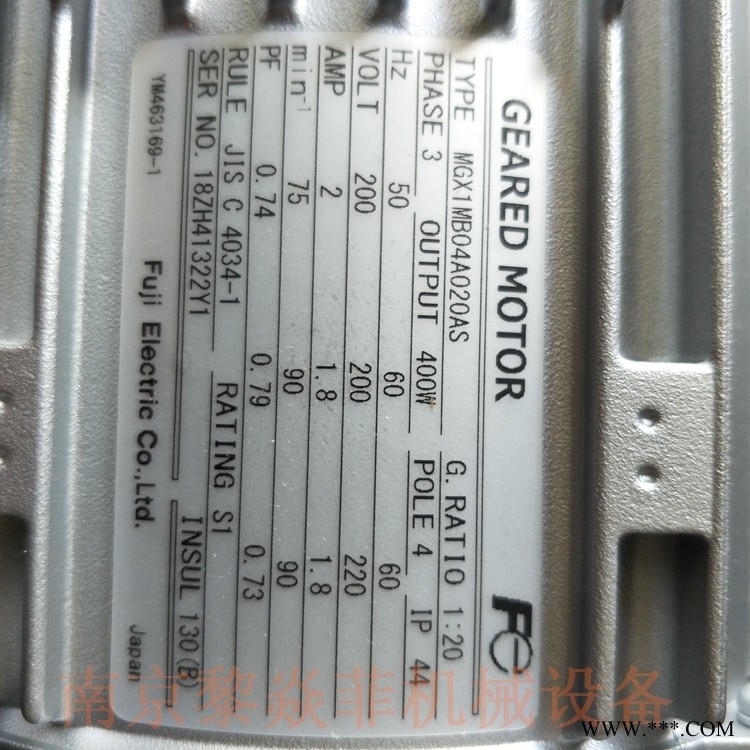 GEARED MOTOR
Fe
TYPE MGX1MB04A020AS G.RATIO 1:20
PHASE 3 OUTPUT 400W POLE 4 IP 44
Hz 50 60 60
VOLT 200 200 220
AMP 2 1.8 1.8
min-1 75 90 90
PF 0.74 0.79 0.73
RULE JIS C 4034-1 RATING S1
SER NO. 18ZH41322Y1 INSUL 130(B)
YM463169-1 Fuji Electric Co.,Ltd. Japan
南京黎焱菲机械设备
WWW.***.COM